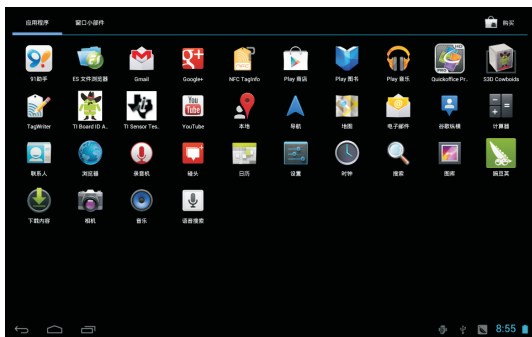 应用程序 窗口小部件 购买
91助手 ES 文件浏览器 Gmail Google+ NFC TagInfo Play 商店 Play 图书 Play 音乐 Quickoffice Pr.. S3D Cowboids
TagWriter TI Board ID A.. TI Sensor Tes.. YouTube 本地 导航 地图 电子邮件 谷歌纵横 计算器
联系人 浏览器 录音机 镜头 日历 设置 时钟 搜索 图库 豌豆荚
下载内容 相机 音乐 语音搜索
8:55